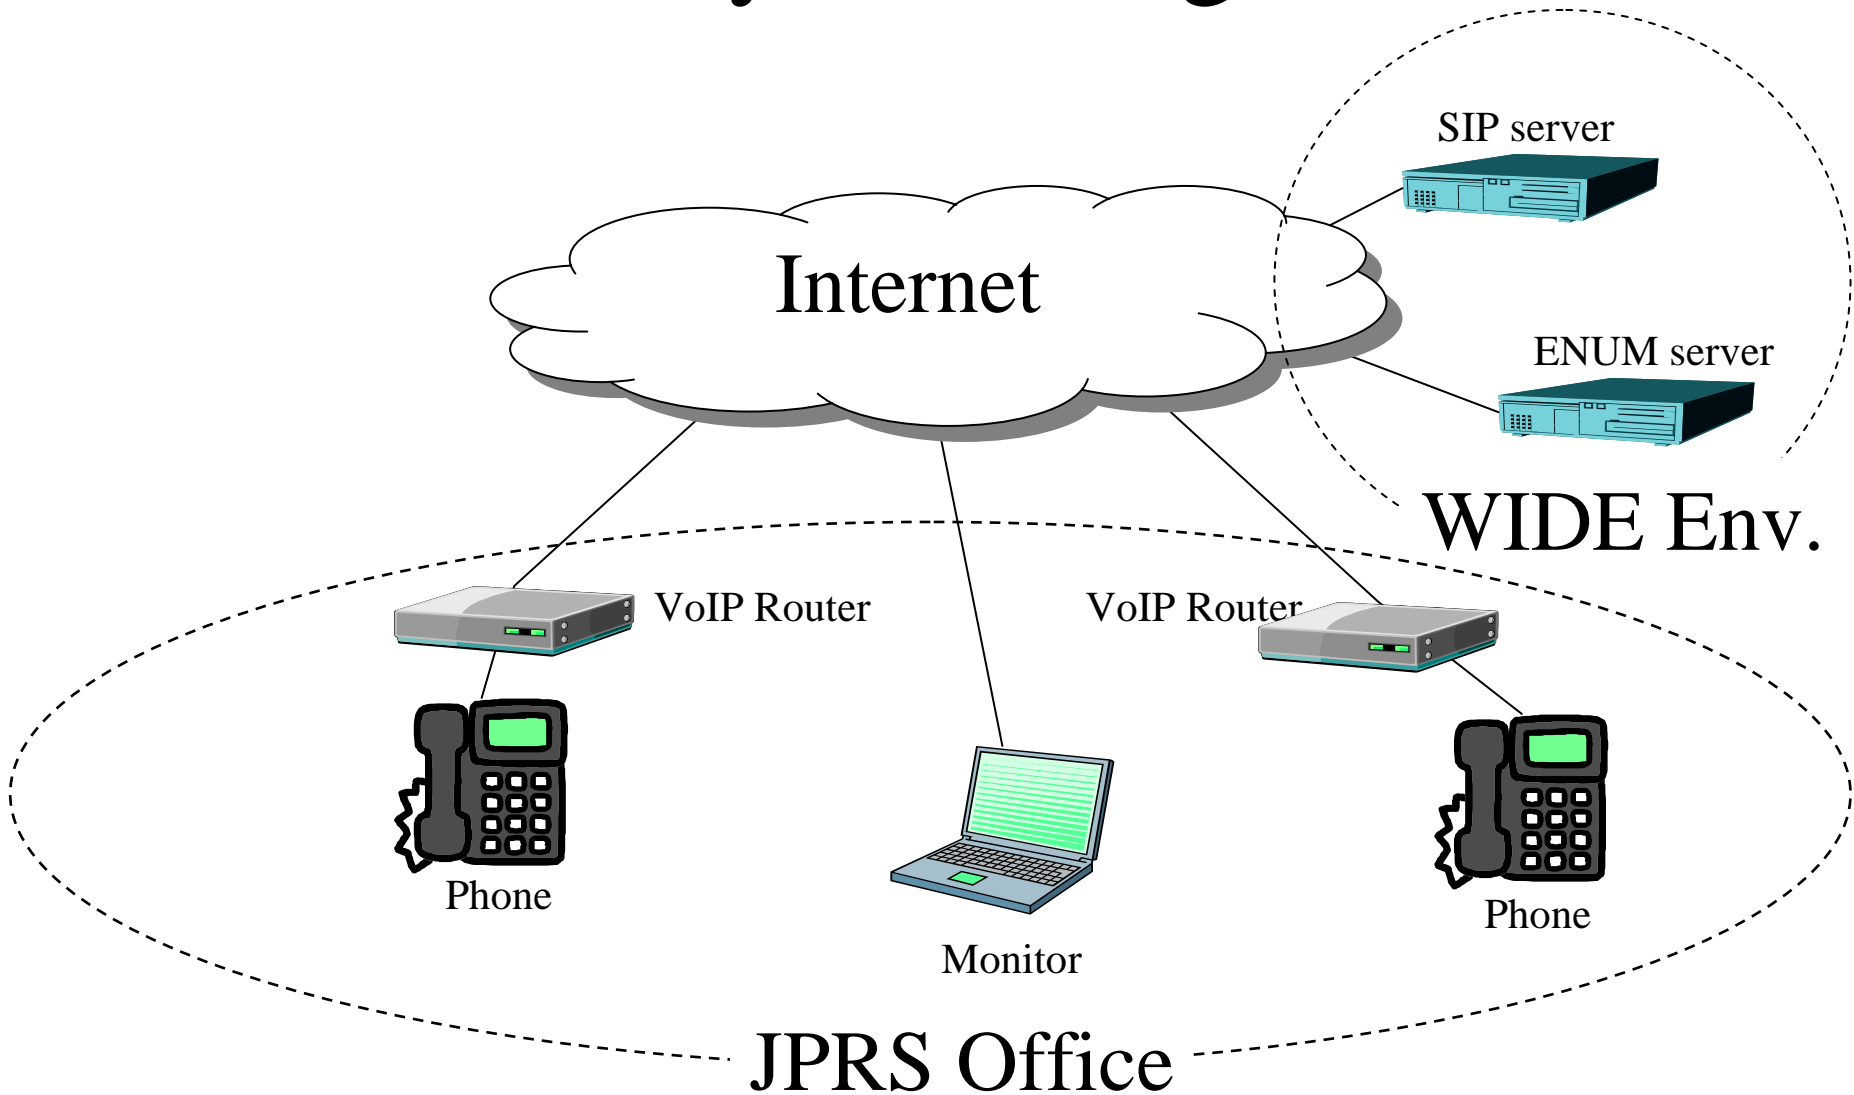 SIP server
Internet
ENUM server
WIDE Env.
VoIP Router
VoIP Router
Phone
Phone
Monitor
JPRS Office